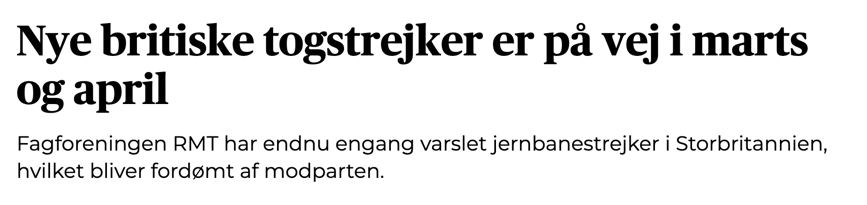 Nye britiske togstrejker er på vej i marts
og april
Fagforeningen RMT har endnu engang varslet jernbanestrejker i Storbritannien,
hvilket bliver fordømt af modparten.